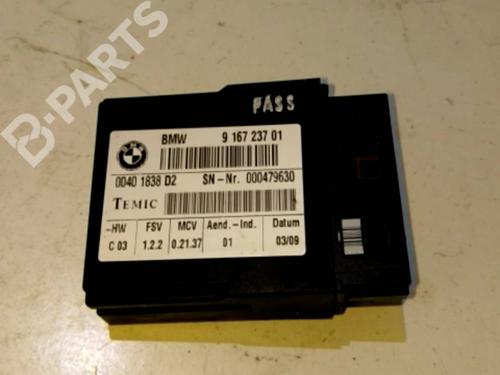 B-PARTS
PASS
BMW 9 167 237 01
0040 1838 D2 SN-Nr. 000479630
TEMIC
-HW FSV MCV Aend.-Ind. Datum
C 03 1.2.2 0.21.37 01 03/09